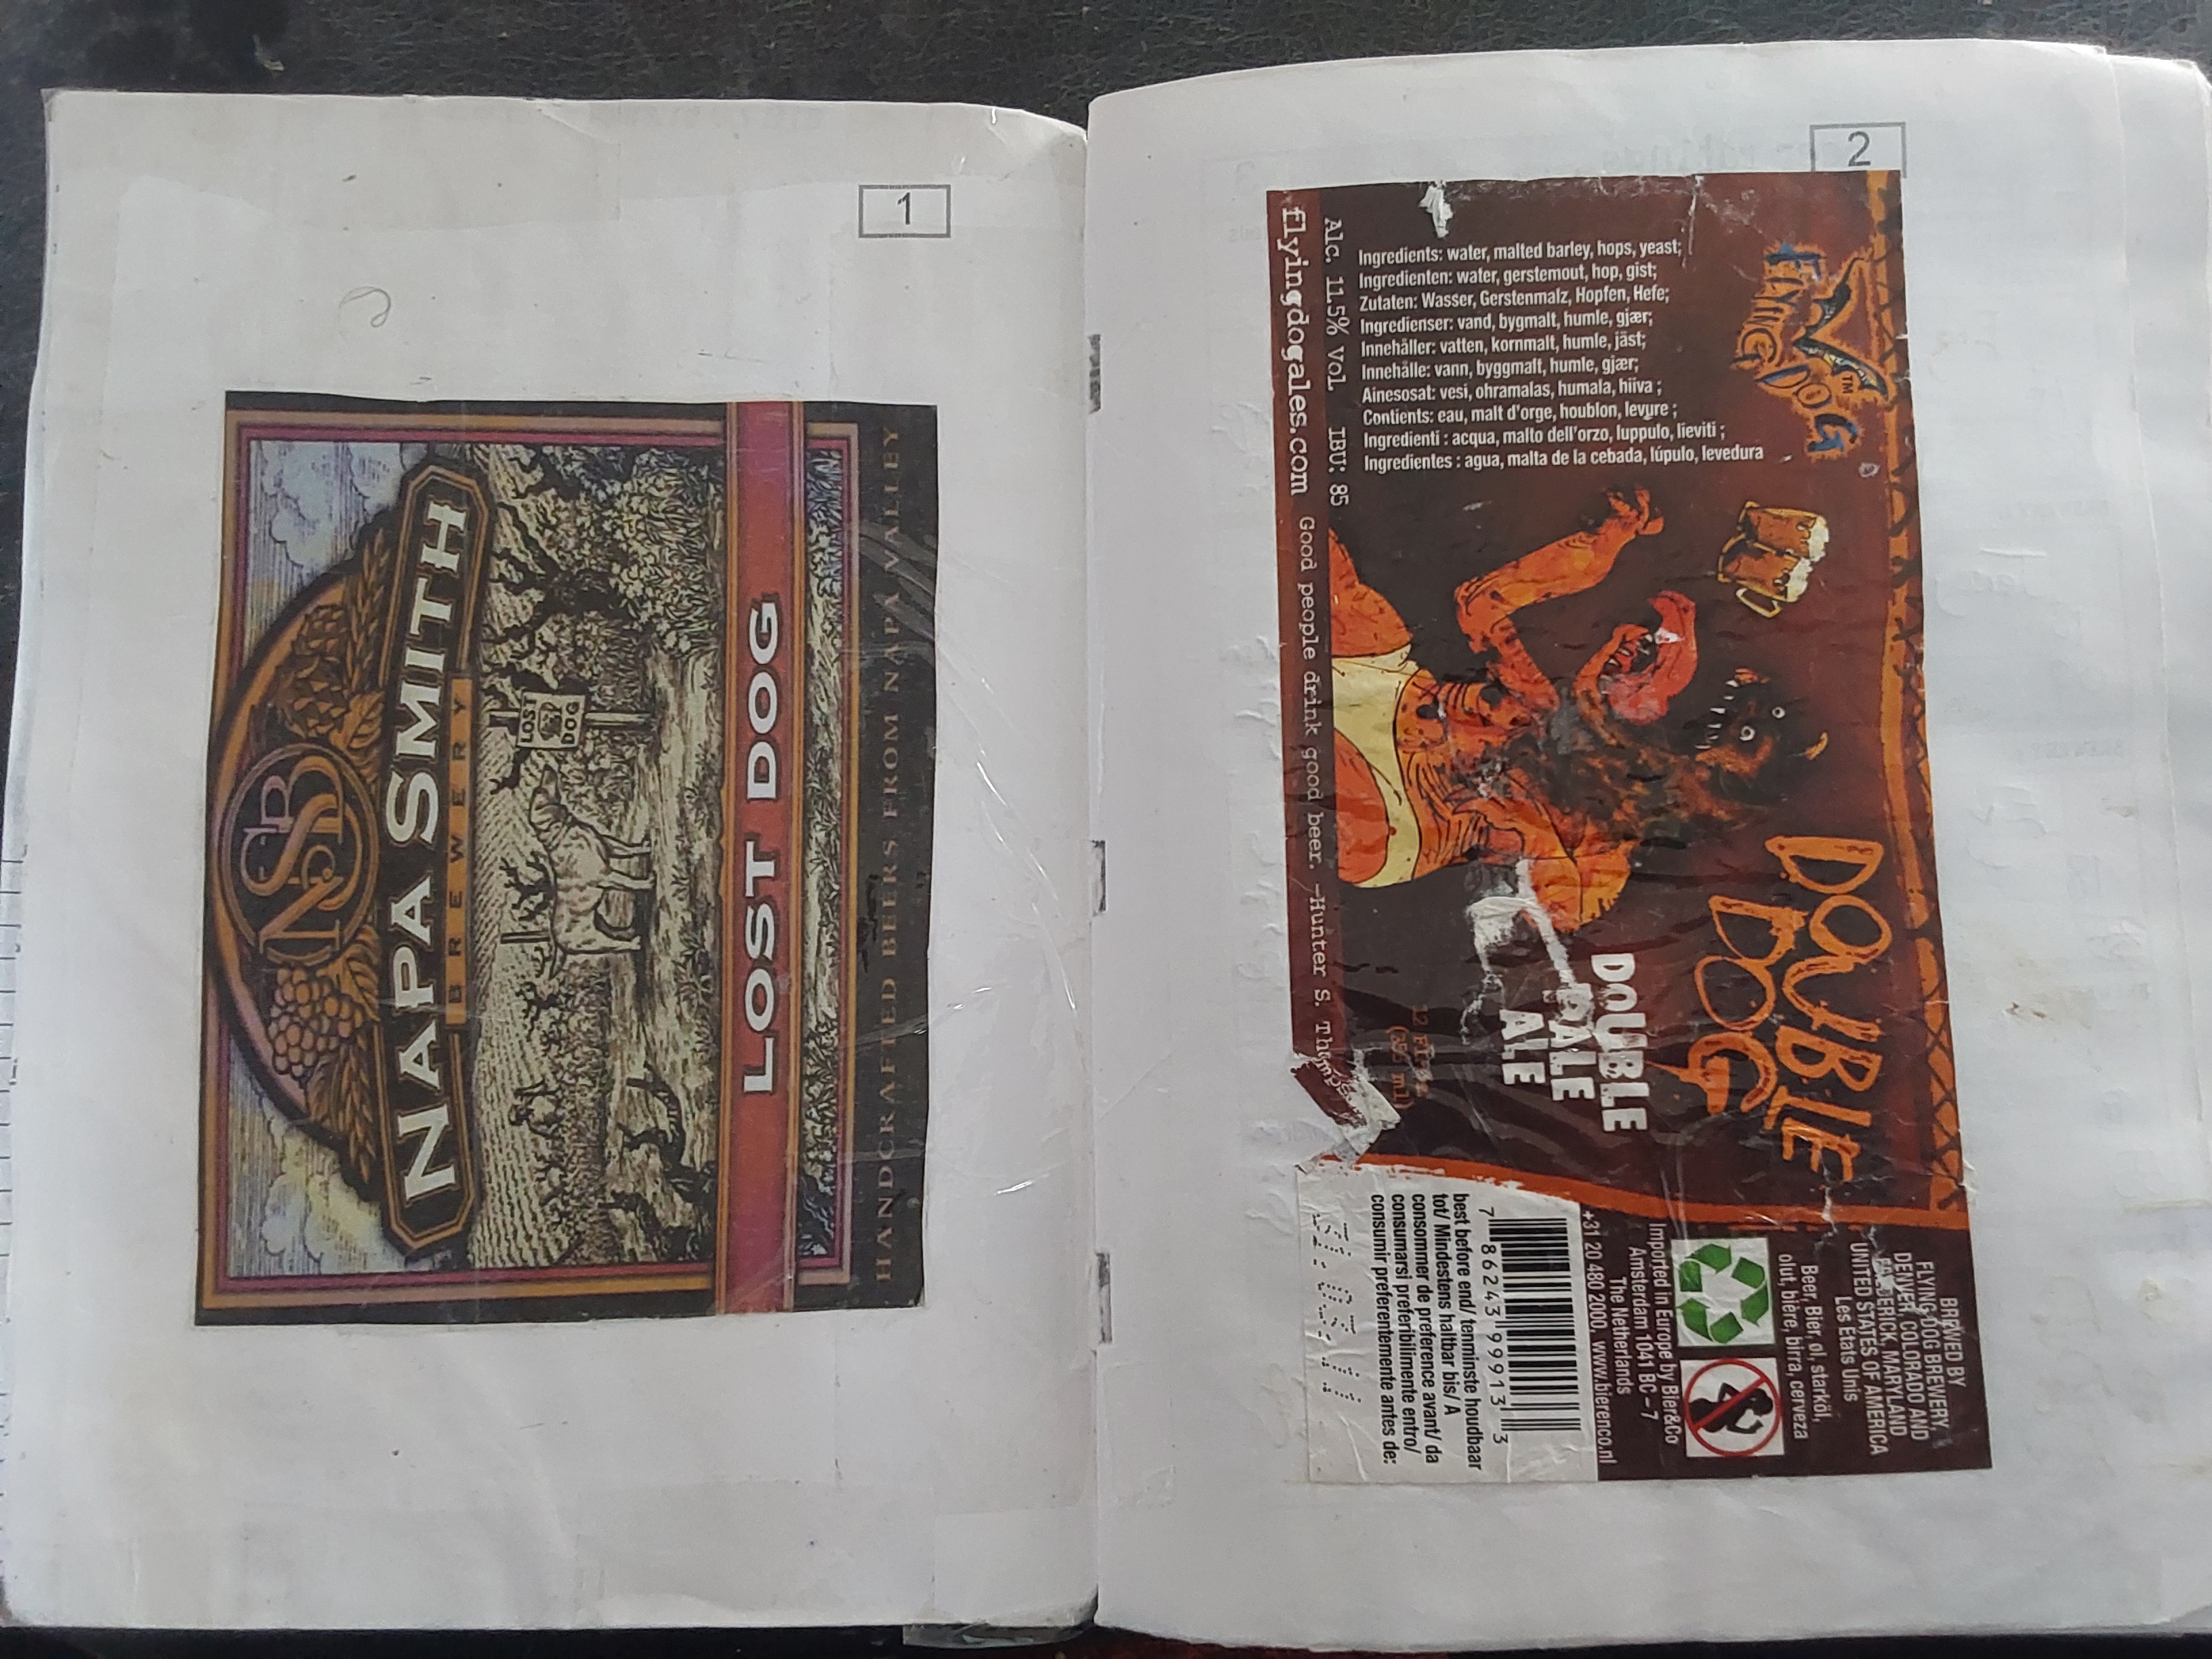 1
NSB
NAPA SMITH
BREWERY
LOST
DOG
LOST DOG
HANDCRAFTED BEERS FROM NAPA VALLEY
2
FLYING DOG
TM
Ingredients: water, malted barley, hops, yeast;
Ingredienten: water, gerstemout, hop, gist;
Zutaten: Wasser, Gerstenmalz, Hopfen, Hefe;
Ingredienser: vand, bygmalt, humle, gjær;
Innehåller: vatten, kornmalt, humle, jäst;
Innehålle: vann, byggmalt, humle, gjær;
Ainesosat: vesi, ohramalas, humala, hiiva ;
Contients: eau, malt d'orge, houblon, levure ;
Ingredienti : acqua, malto dell'orzo, luppulo, lieviti ;
Ingredientes : agua, malta de la cebada, lúpulo, levedura
Alc. 11.5% Vol. IBU: 85
flyingdogales.com Good people drink good beer. —Hunter S.
DOUBLE
DOG
DOUBLE
PALE
ALE
ml)
BREWED BY
FLYING DOG BREWERY,
DENVER, COLORADO AND
FREDERICK, MARYLAND
UNITED STATES OF AMERICA
Les Etats Unis
Beer, Bier, ol, starköl,
olut, bière, birra, cerveza
Imported in Europe by Bier&Co
Amsterdam 1041 BC –7
The Netherlands
+31 20 480 2000, www.bierenco.nl
7 86243 99913 3
best before end/ tenminste houdbaar
tot/ Mindestens haltbar bis/ A
consommer de preference avant/ da
consumarsi preferibilimente entro/
consumir preferentemente antes de: